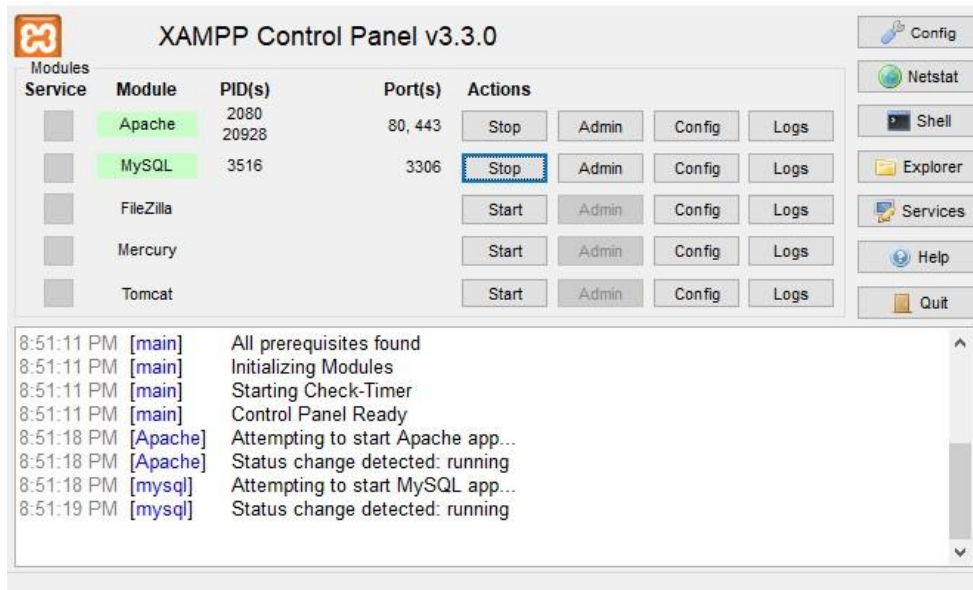 XAMPP Control Panel v3.3.0
Config
Modules
Service Module PID(s) Port(s) Actions
Netstat
Apache 2080 20928 80, 443 Stop Admin Config Logs
Shell
MySQL 3516 3306 Stop Admin Config Logs
Explorer
FileZilla Start Admin Config Logs
Services
Mercury Start Admin Config Logs
Help
Tomcat Start Admin Config Logs
Quit
8:51:11 PM [main] All prerequisites found
8:51:11 PM [main] Initializing Modules
8:51:11 PM [main] Starting Check-Timer
8:51:11 PM [main] Control Panel Ready
8:51:18 PM [Apache] Attempting to start Apache app...
8:51:18 PM [Apache] Status change detected: running
8:51:18 PM [mysql] Attempting to start MySQL app...
8:51:19 PM [mysql] Status change detected: running